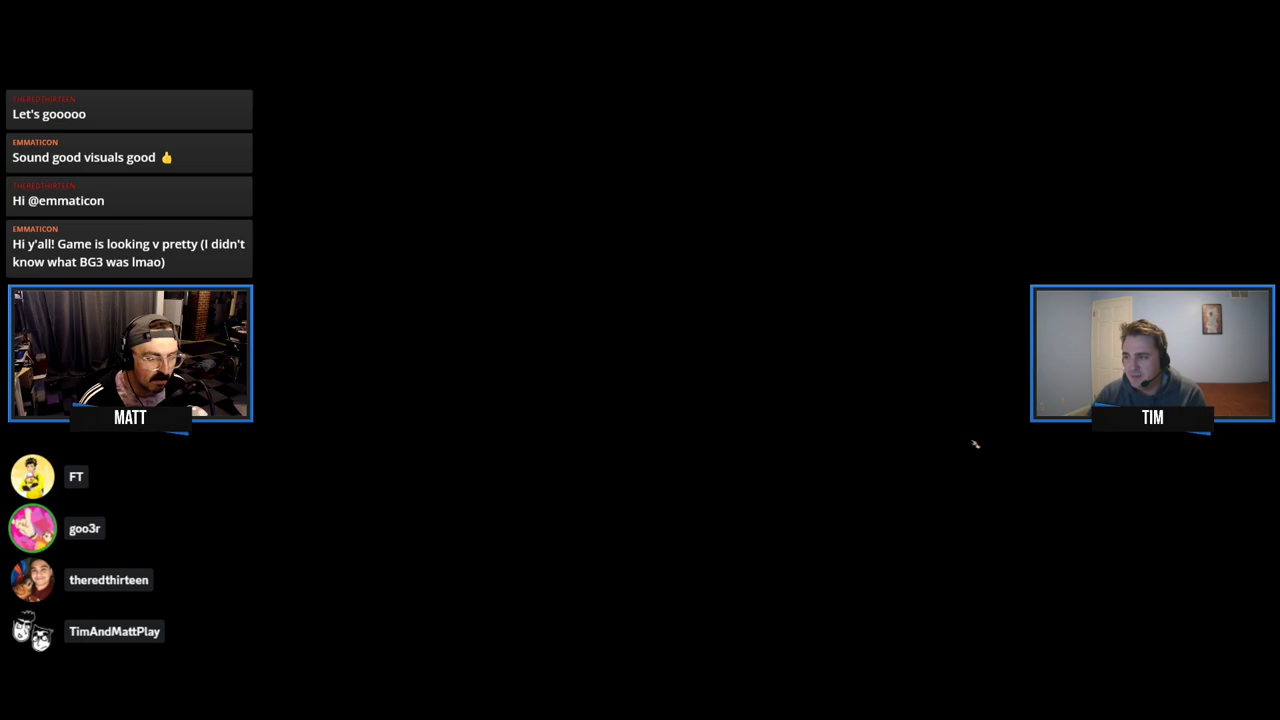 THEREDTHIRTEEN
Let's gooooo
EMMATICON
Sound good visuals good 👍
THEREDTHIRTEEN
Hi @emmaticon
EMMATICON
Hi y'all! Game is looking v pretty (I didn't
know what BG3 was lmao)
MATT
TIM
FT
goo3r
theredthirteen
TimAndMattPlay